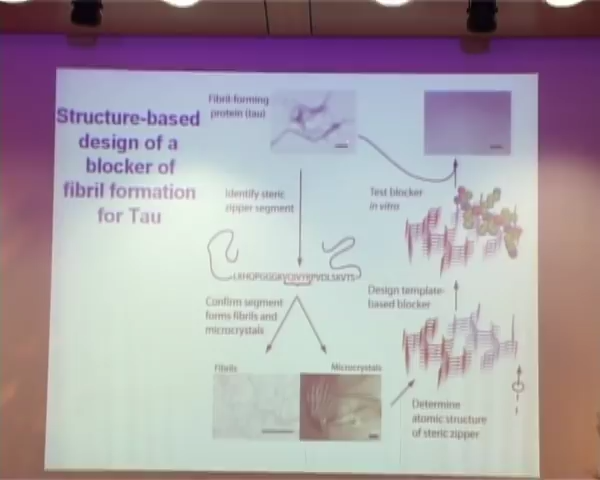 Structure-based
design of a
blocker of
fibril formation
for Tau
Fibril-forming
protein (tau)
Identify steric
zipper segment
LKHQPGGGKVQIVYKPVDLSKVTS
Confirm segment
forms fibrils and
microcrystals
Fibrils
Microcrystals
Determine
atomic structure
of steric zipper
Design template-
based blocker
Test blocker
in vitro